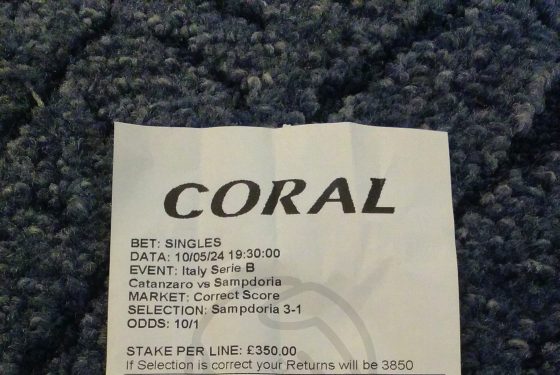 CORAL
BET: SINGLES
DATA: 10/05/24 19:30:00
EVENT: Italy Serie B
Catanzaro vs Sampdoria
MARKET: Correct Score
SELECTION: Sampdoria 3-1
ODDS: 10/1
STAKE PER LINE: £350,00
If Selection is correct your Returns will be 3850